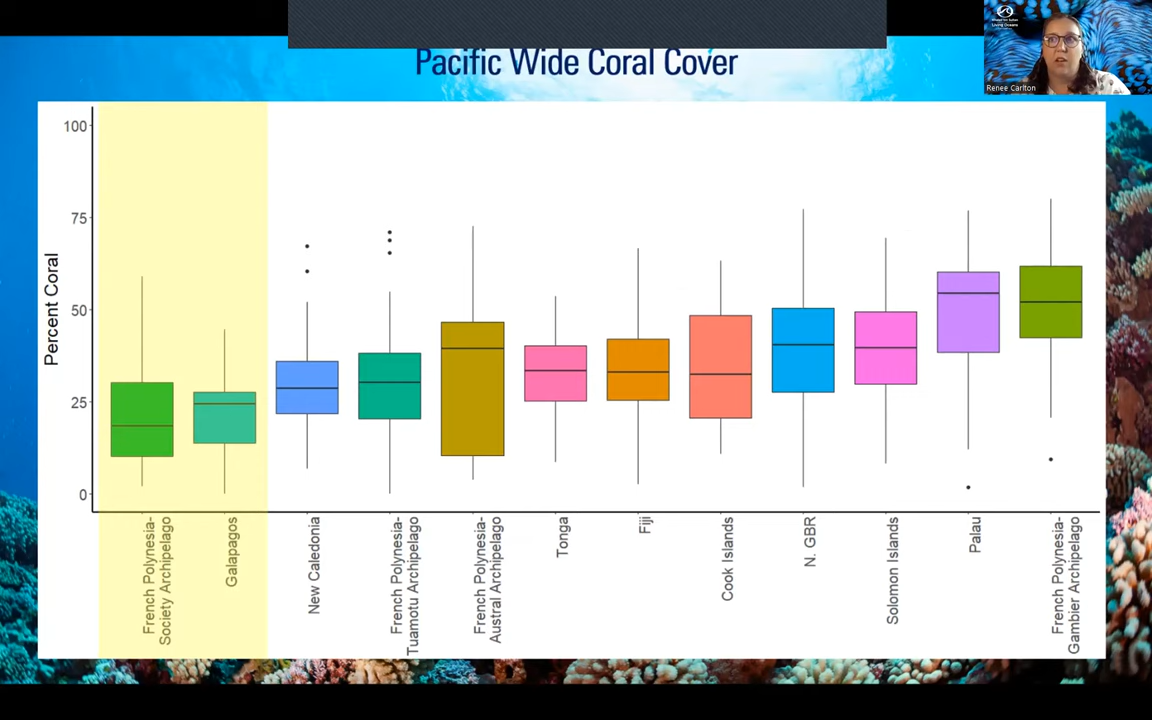 Living Oceans
Pacific Wide Coral Cover
Renee Carlton
Percent Coral
100
75
50
25
0
French Polynesia-
Society Archipelago
Galapagos
New Caledonia
French Polynesia-
Tuamotu Archipelago
French Polynesia-
Austral Archipelago
Tonga
Fiji
Cook Islands
N. GBR
Solomon Islands
Palau
French Polynesia-
Gambier Archipelago